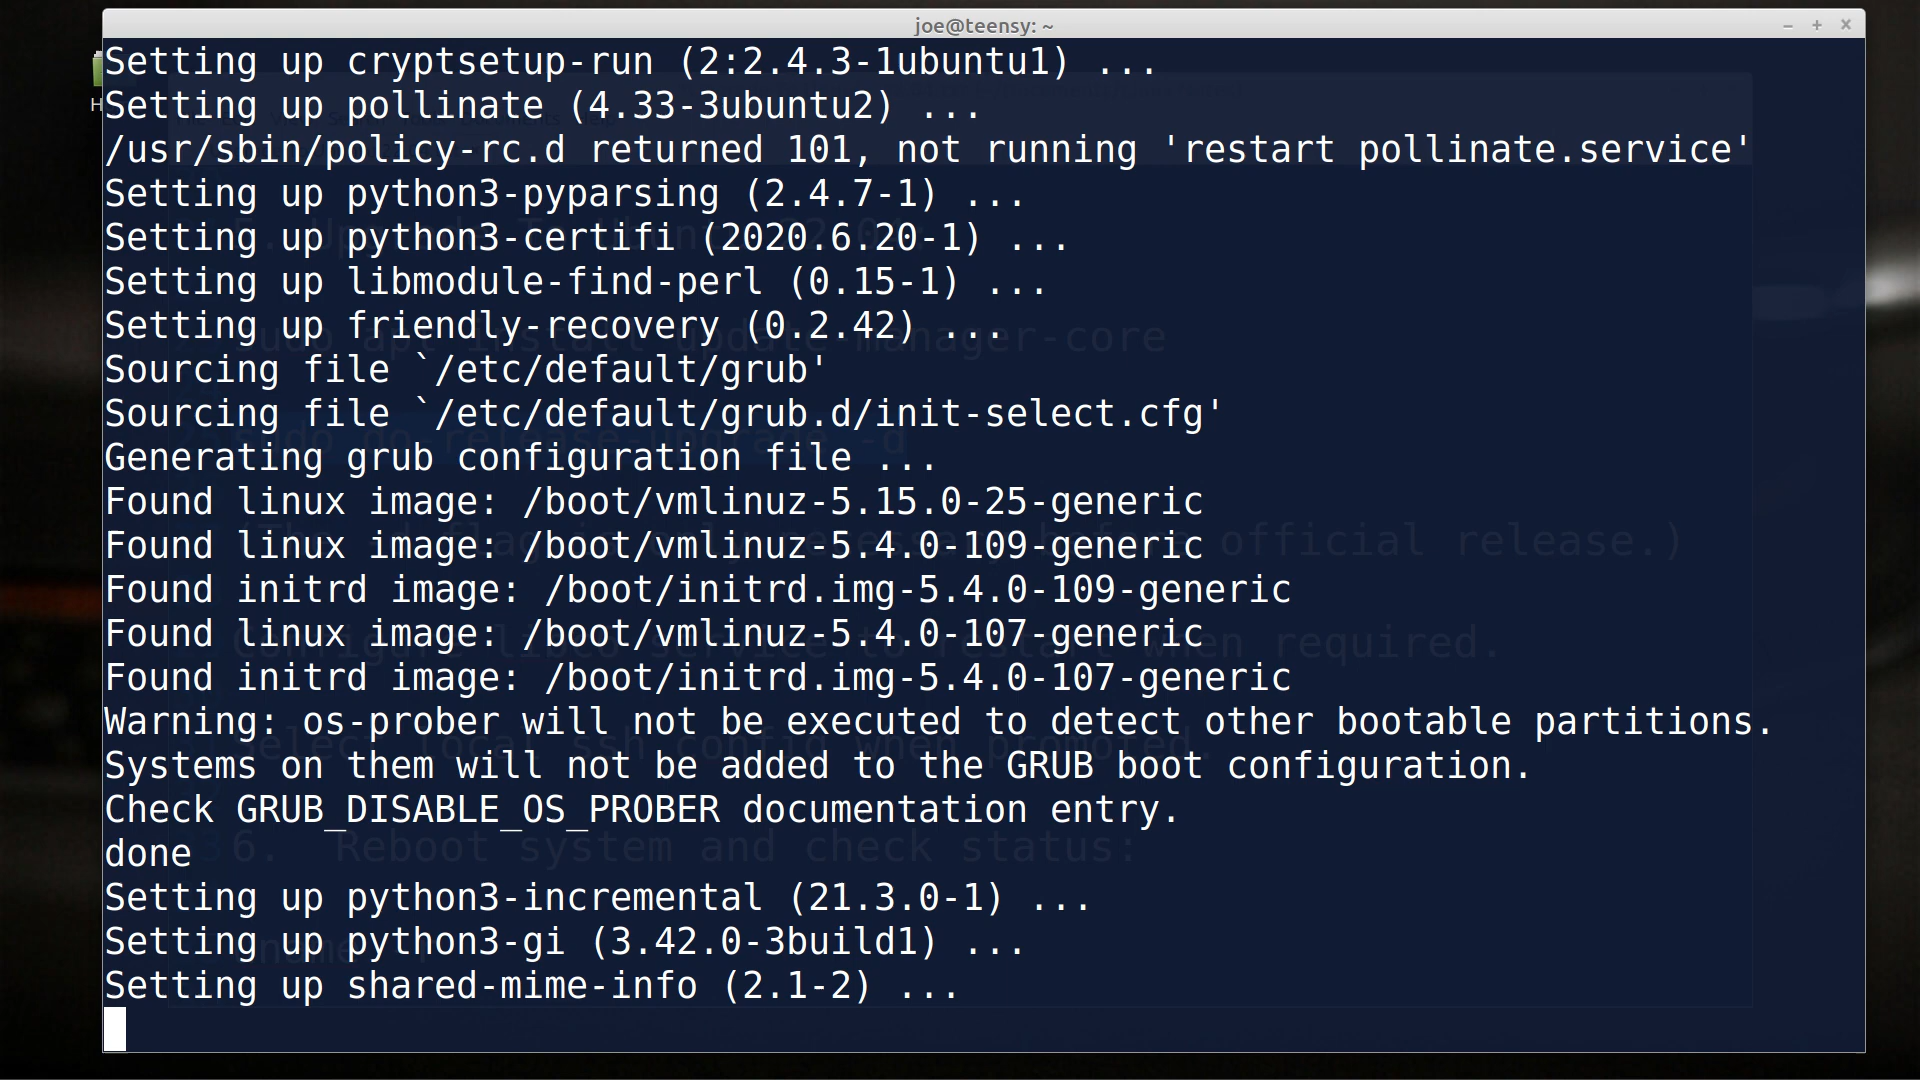 joe@teensy: ~
Setting up cryptsetup-run (2:2.4.3-1ubuntu1) ...
Setting up pollinate (4.33-3ubuntu2) ...
/usr/sbin/policy-rc.d returned 101, not running 'restart pollinate.service'
Setting up python3-pyparsing (2.4.7-1) ...
Setting up python3-certifi (2020.6.20-1) ...
Setting up libmodule-find-perl (0.15-1) ...
Setting up friendly-recovery (0.2.42) ...
Sourcing file `/etc/default/grub'
Sourcing file `/etc/default/grub.d/init-select.cfg'
Generating grub configuration file ...
Found linux image: /boot/vmlinuz-5.15.0-25-generic
Found linux image: /boot/vmlinuz-5.4.0-109-generic
Found initrd image: /boot/initrd.img-5.4.0-109-generic
Found linux image: /boot/vmlinuz-5.4.0-107-generic
Found initrd image: /boot/initrd.img-5.4.0-107-generic
Warning: os-prober will not be executed to detect other bootable partitions.
Systems on them will not be added to the GRUB boot configuration.
Check GRUB_DISABLE_OS_PROBER documentation entry.
done
6. Reboot system and check status:
Setting up python3-incremental (21.3.0-1) ...
Setting up python3-gi (3.42.0-3build1) ...
Setting up shared-mime-info (2.1-2) ...